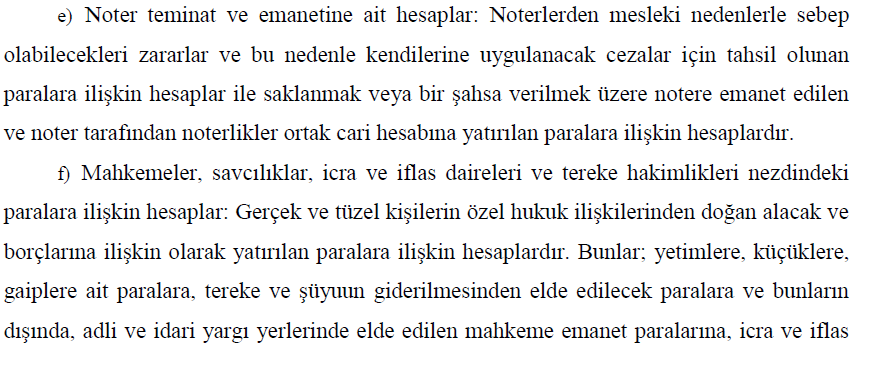 e) Noter teminat ve emanetine ait hesaplar: Noterlerden mesleki nedenlerle sebep
olabilecekleri zararlar ve bu nedenle kendilerine uygulanacak cezalar için tahsil olunan
paralara ilişkin hesaplar ile saklanmak veya bir şahsa verilmek üzere notere emanet edilen
ve noter tarafından noterlikler ortak cari hesabına yatırılan paralara ilişkin hesaplardır.
f) Mahkemeler, savcılıklar, icra ve iflas daireleri ve tereke hakimlikleri nezdindeki
paralara ilişkin hesaplar: Gerçek ve tüzel kişilerin özel hukuk ilişkilerinden doğan alacak ve
borçlarına ilişkin olarak yatırılan paralara ilişkin hesaplardır. Bunlar; yetimlere, küçüklere,
gaiplere ait paralara, tereke ve şüyuun giderilmesinden elde edilecek paralara ve bunların
dışında, adli ve idari yargı yerlerinde elde edilen mahkeme emanet paralarına, icra ve iflas